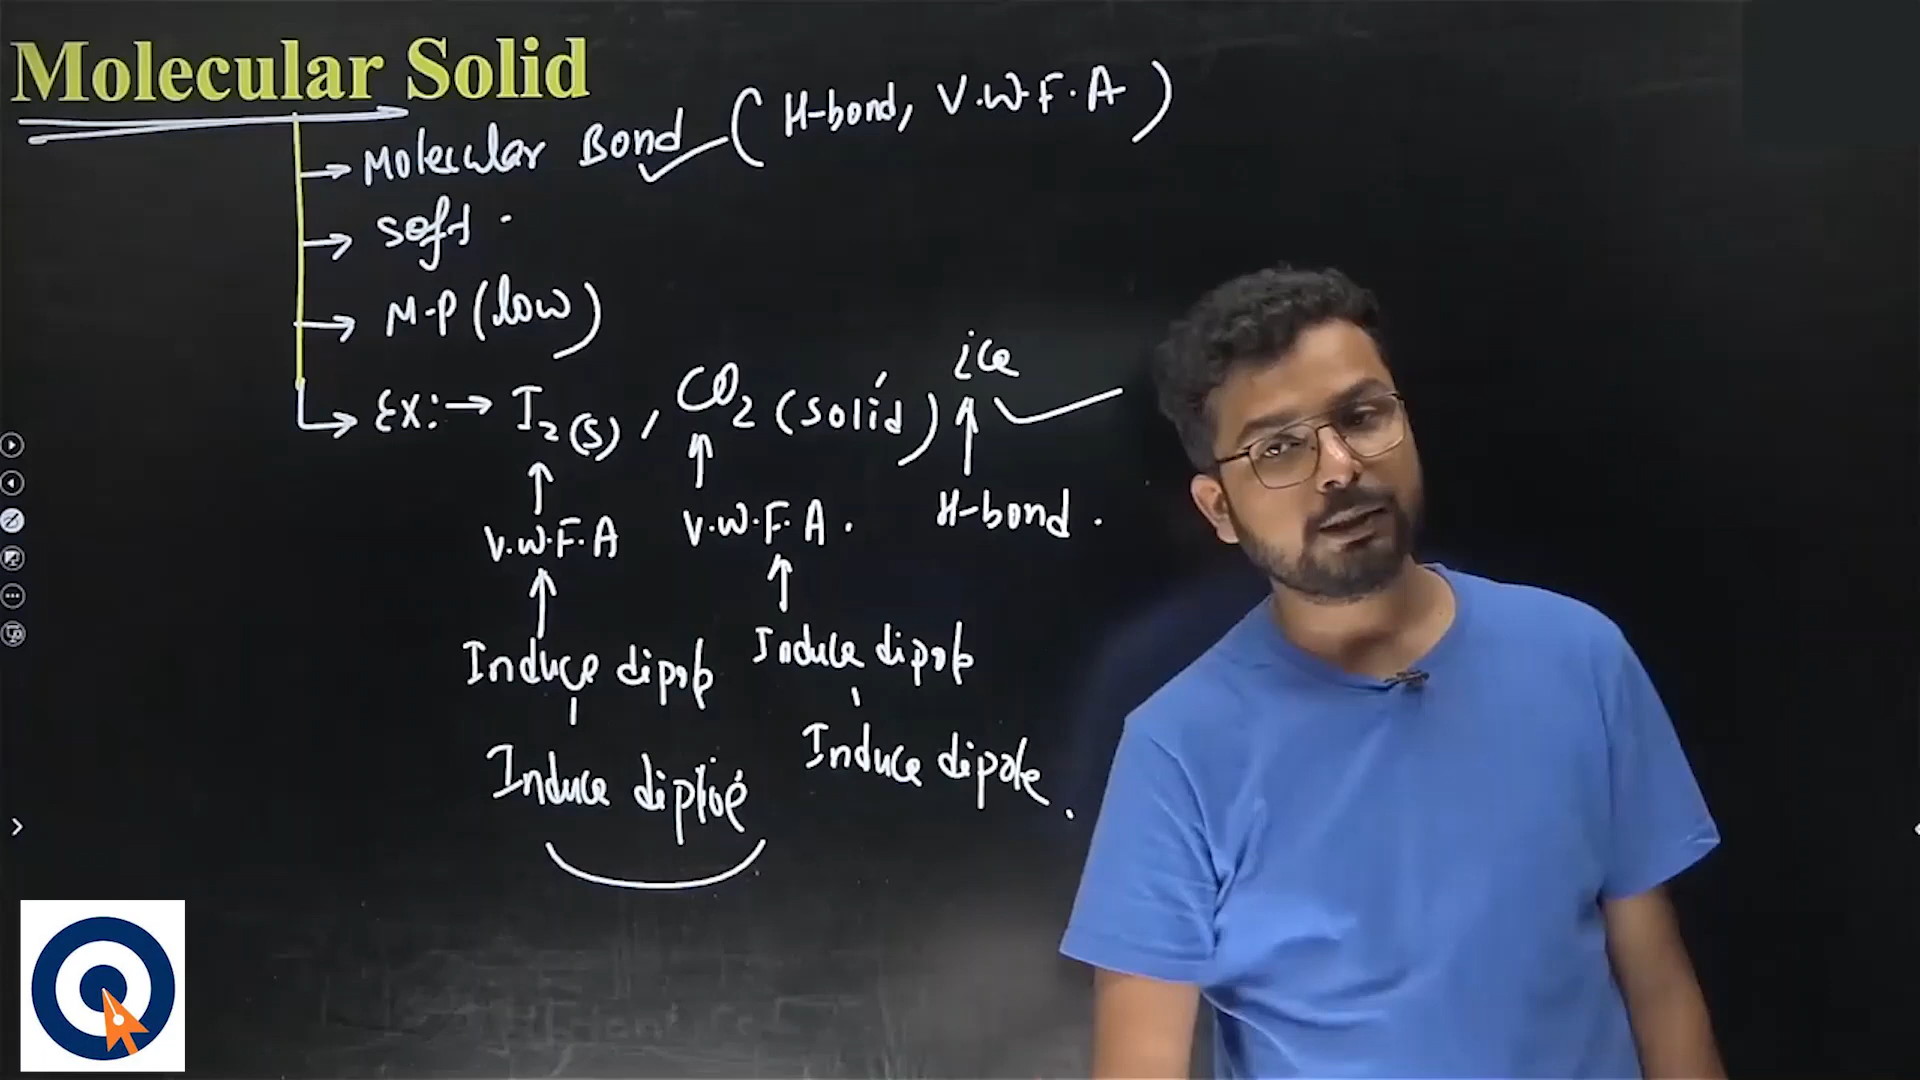 Molecular Solid
→ Molecular Bond (H-bond, V.W.F.A)
→ Soft.
→ M.P (low)
→ EX:→ I2(s), CO2 (solid) ice
V.W.F.A V.W.F.A. H-bond.
Induce dipole Induce dipole
Induce diploe Induce dipole.